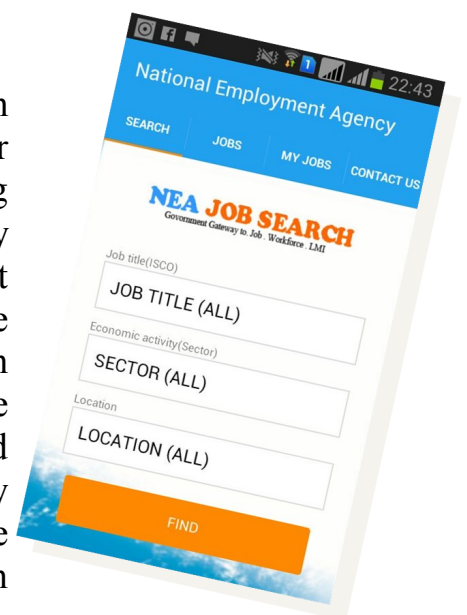 22:43
National Employment Agency
SEARCH JOBS MY JOBS CONTACT US
NEA JOB SEARCH
Government Gateway to. Job . Workforce . LMI
Job title(ISCO)
JOB TITLE (ALL)
Economic activity(Sector)
SECTOR (ALL)
Location
LOCATION (ALL)
FIND